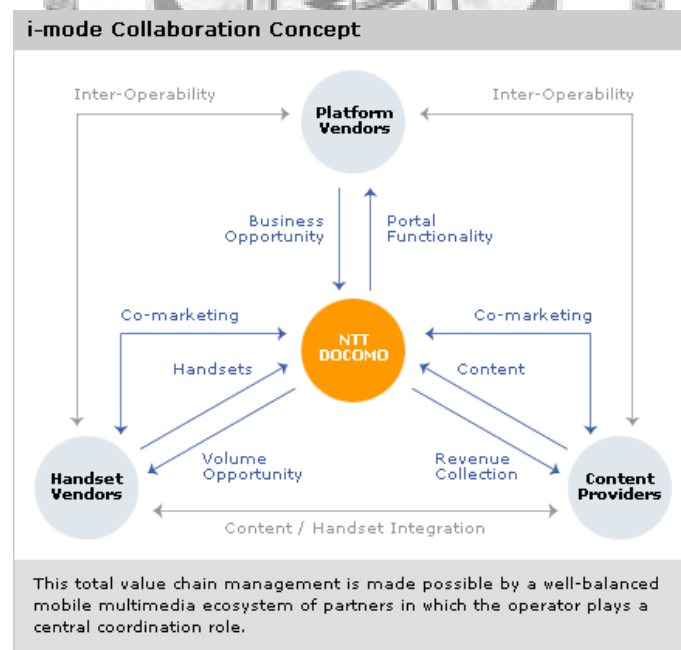 i-mode Collaboration Concept
Inter-Operability
Inter-Operability
Platform
Vendors
Business
Opportunity
Portal
Functionality
Co-marketing
Co-marketing
NTT
DOCOMO
Handsets
Content
Volume
Opportunity
Revenue
Collection
Handset
Vendors
Content
Providers
Content / Handset Integration
This total value chain management is made possible by a well-balanced
mobile multimedia ecosystem of partners in which the operator plays a
central coordination role.